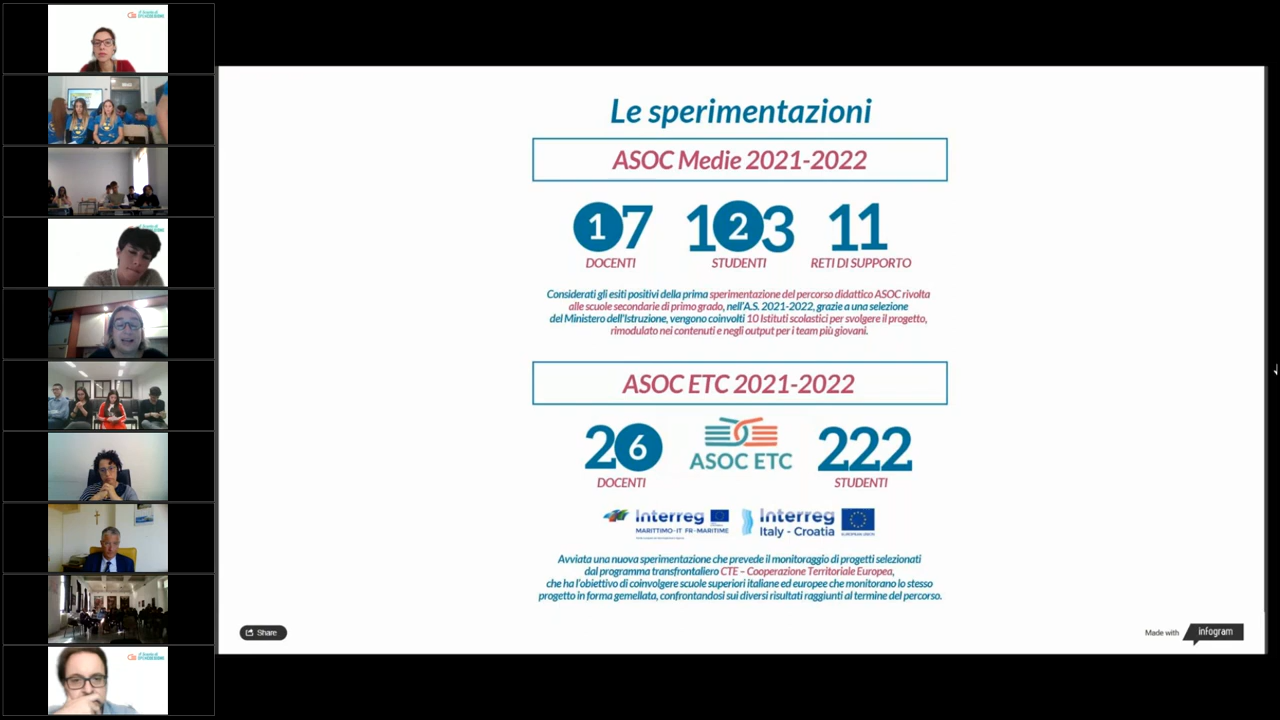 Le sperimentazioni
ASOC Medie 2021-2022
17 123 11
DOCENTI STUDENTI RETI DI SUPPORTO
Considerati gli esiti positivi della prima sperimentazione del percorso didattico ASOC rivolta
alle scuole secondarie di primo grado, nell'A.S. 2021-2022, grazie a una selezione
del Ministero dell'Istruzione, vengono coinvolti 10 Istituti scolastici per svolgere il progetto,
rimodulato nei contenuti e negli output per i team più giovani.
ASOC ETC 2021-2022
26 ASOC ETC 222
DOCENTI STUDENTI
Interreg Interreg
MARITTIMO-IT FR-MARITIME Italy - Croatia EUROPEAN UNION
Avviata una nuova sperimentazione che prevede il monitoraggio di progetti selezionati
dal programma transfrontaliero CTE – Cooperazione Territoriale Europea,
che ha l'obiettivo di coinvolgere scuole superiori italiane ed europee che monitorano lo stesso
progetto in forma gemellata, confrontandosi sui diversi risultati raggiunti al termine del percorso.
Share Made with infogram